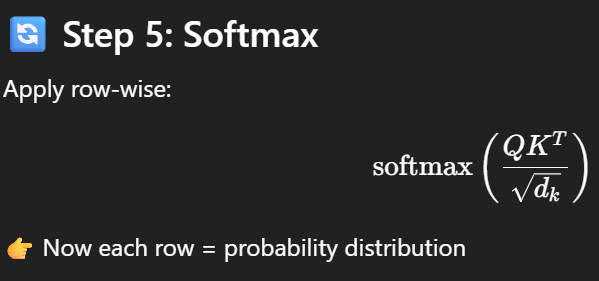 🔄 Step 5: Softmax
Apply row-wise:
softmax(QK^T / √d_k)
👉 Now each row = probability distribution